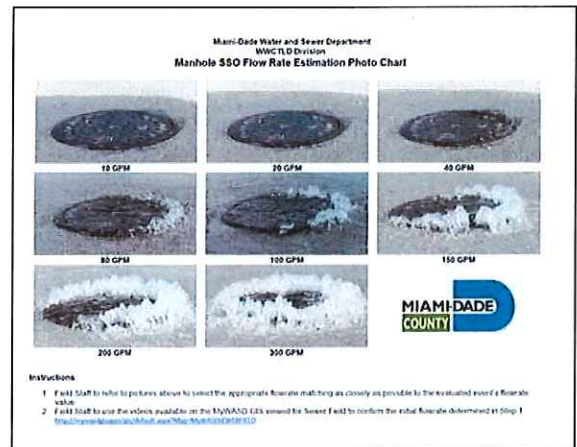 Miami-Dade Water and Sewer Department
WWCTLD Division
Manhole SSO Flow Rate Estimation Photo Chart
10 GPM
20 GPM
40 GPM
80 GPM
100 GPM
150 GPM
200 GPM
300 GPM
MIAMI-DADE
COUNTY
Instructions
1 Field Staff to refer to pictures above to select the appropriate flowrate matching as closely as possible to the evaluated event's flowrate
value
2 Field Staff to use the videos available on the MyWASD GIS viewer for Sewer Field to confirm the initial flowrate determined in Step 1